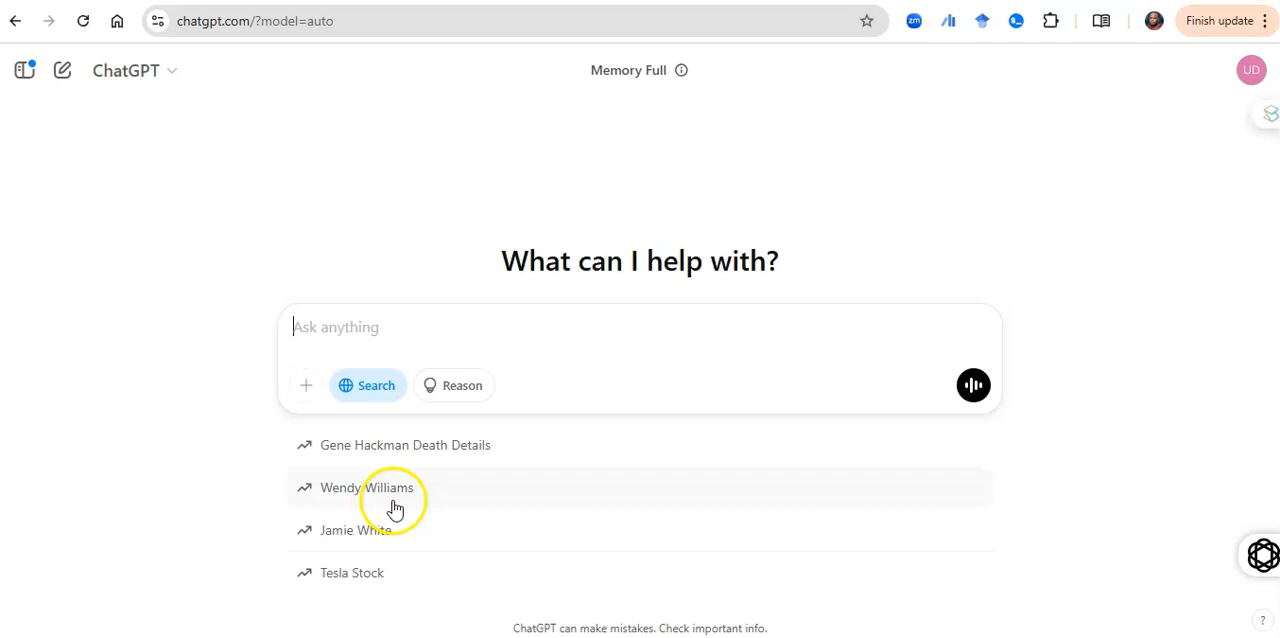 chatgpt.com/?model=auto
zm
Finish update
ChatGPT
Memory Full
UD
What can I help with?
Ask anything
Search
Reason
Gene Hackman Death Details
Wendy Williams
Jamie White
Tesla Stock
ChatGPT can make mistakes. Check important info.
?